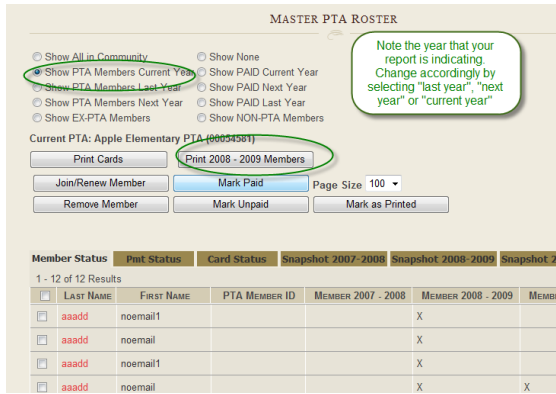 MASTER PTA ROSTER
Show All in Community
Show None
Show PTA Members Current Year
Show PAID Current Year
Show PTA Members Last Year
Show PAID Next Year
Show PTA Members Next Year
Show PAID Last Year
Show EX-PTA Members
Show NON-PTA Members
Note the year that your
report is indicating.
Change accordingly by
selecting "last year", "next
year" or "current year"
Current PTA: Apple Elementary PTA (00054581)
Print Cards
Print 2008 - 2009 Members
Join/Renew Member
Mark Paid
Page Size 100
Remove Member
Mark Unpaid
Mark as Printed
Member Status Pmt Status Card Status Snapshot 2007-2008 Snapshot 2008-2009 Snapshot 2
1 - 12 of 12 Results
LAST NAME FIRST NAME PTA MEMBER ID MEMBER 2007 - 2008 MEMBER 2008 - 2009 MEMB
aaadd noemail1 X
aaadd noemail X
aaadd noemail1 X
aaadd noemail X X